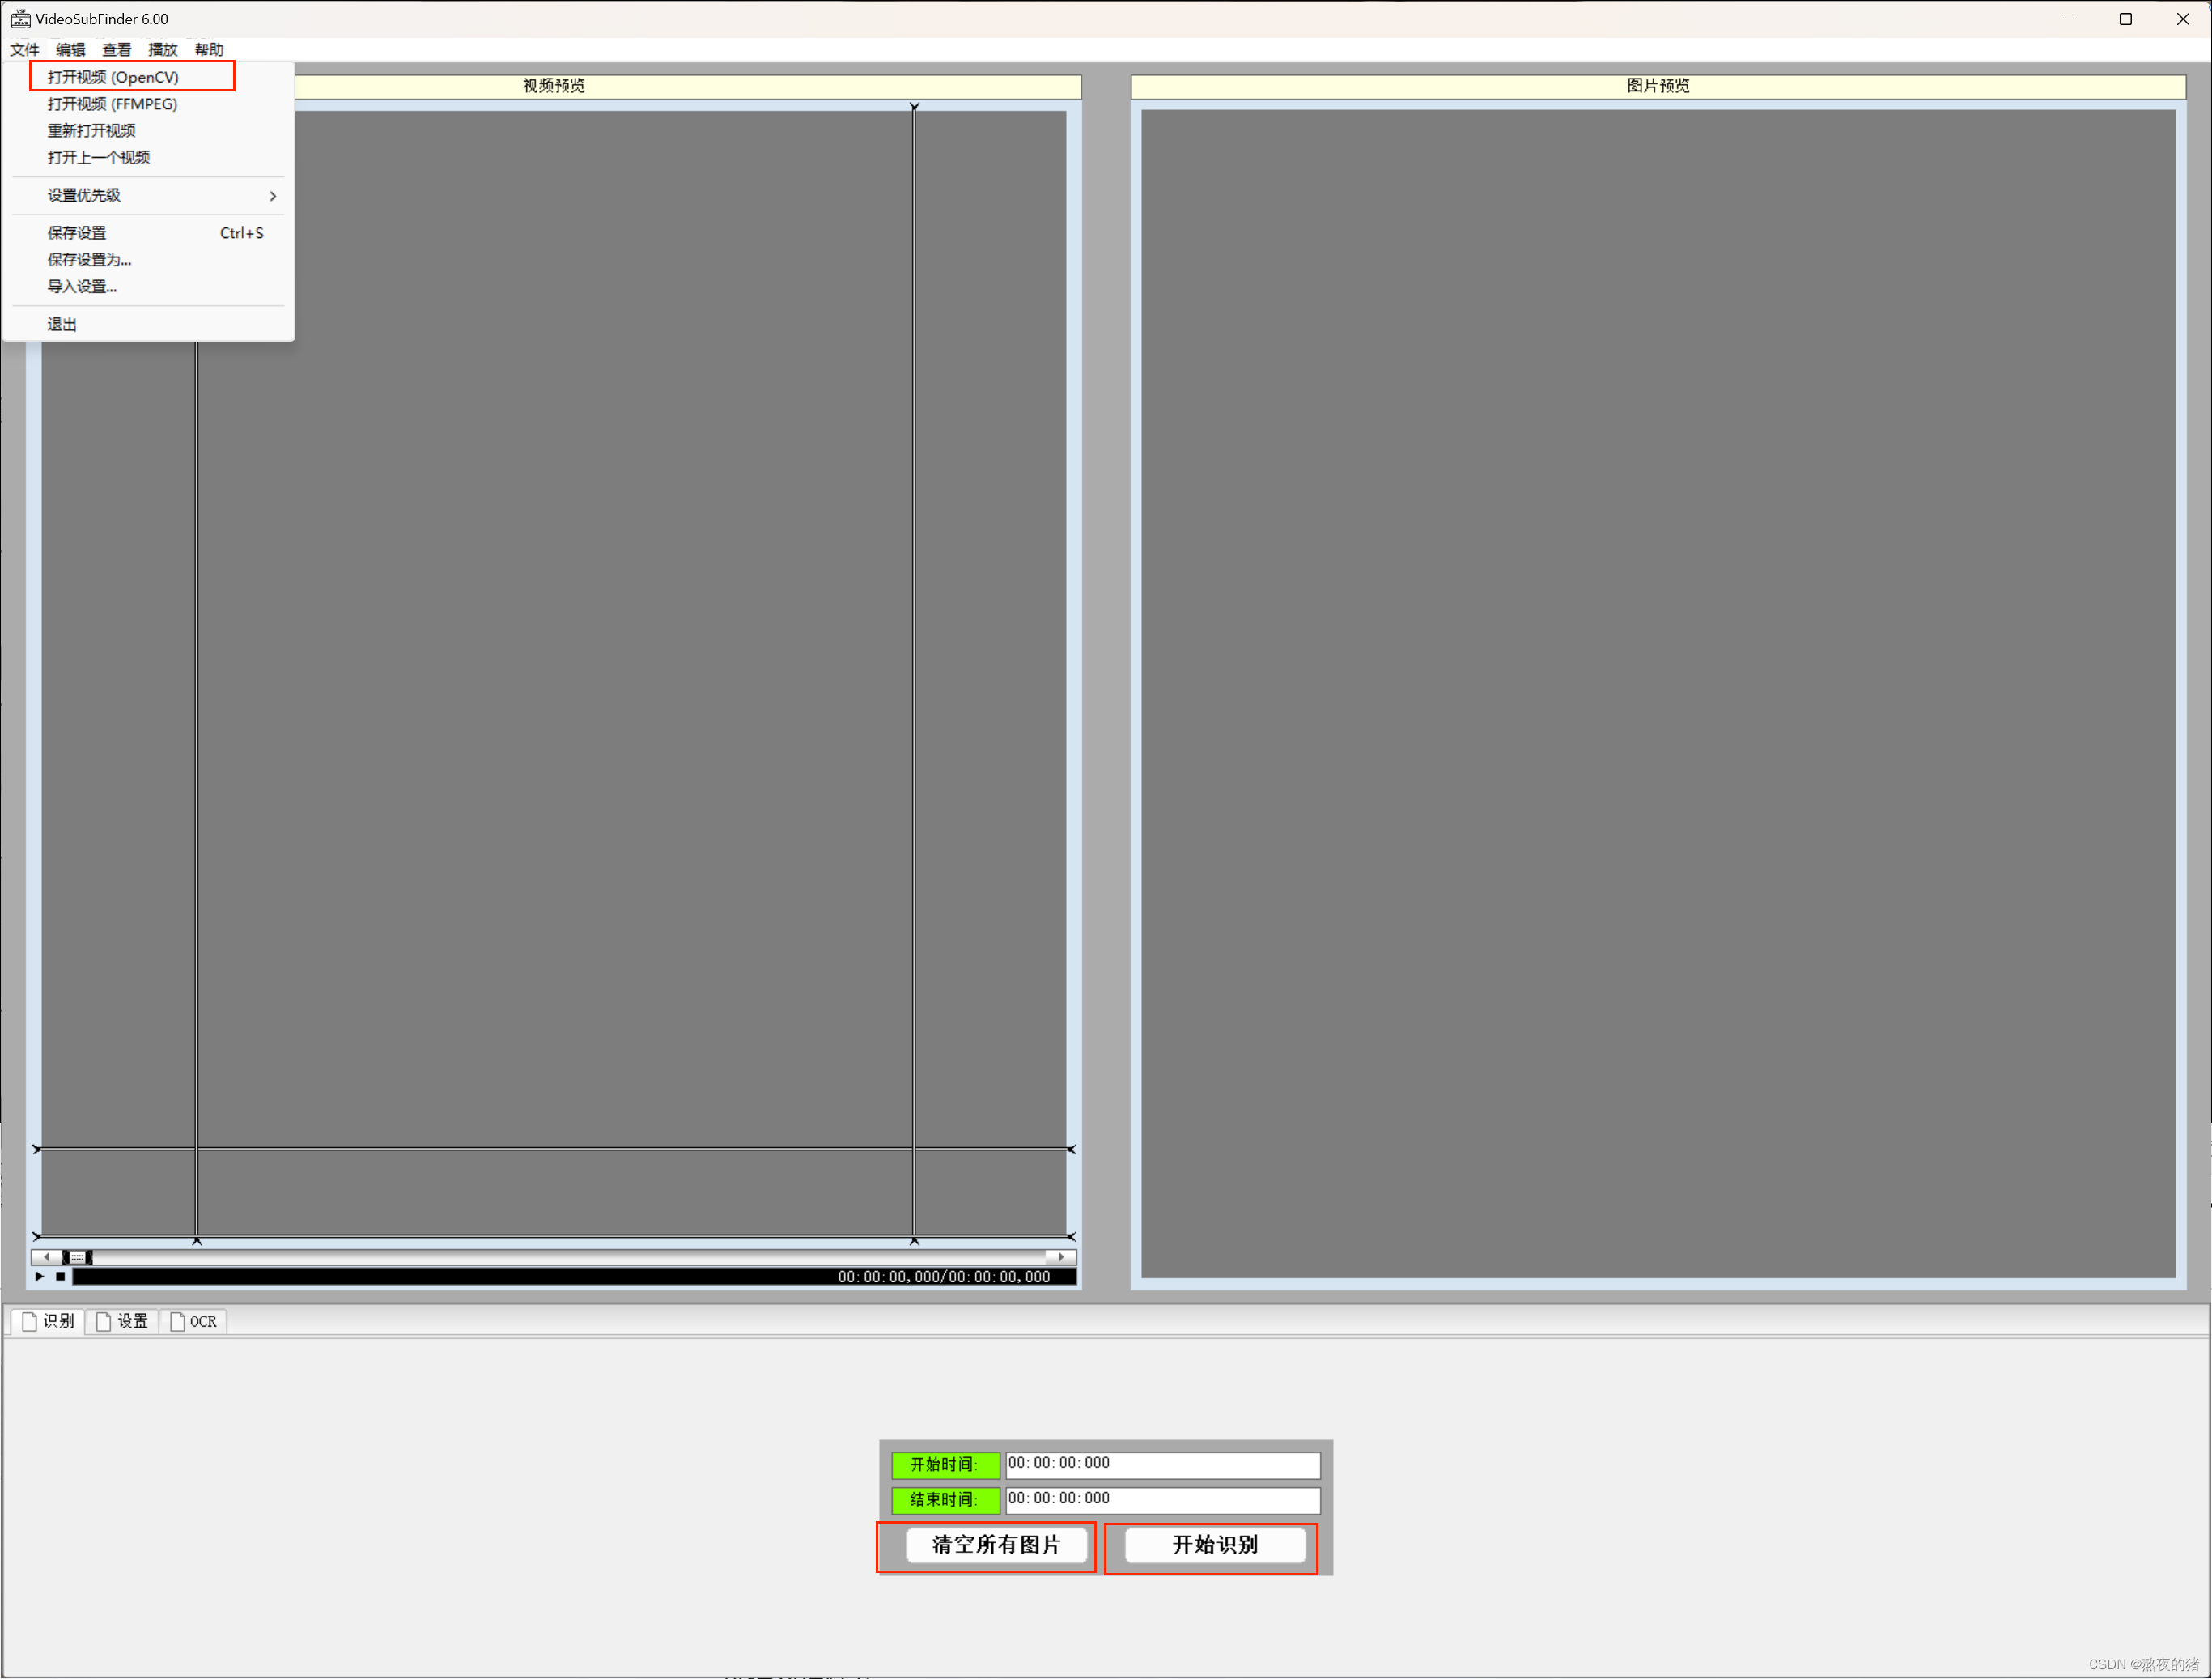 VideoSubFinder 6.00
文件 编辑 查看 播放 帮助
打开视频 (OpenCV)
打开视频 (FFMPEG)
重新打开视频
打开上一个视频
设置优先级
保存设置 Ctrl+S
保存设置为...
导入设置...
退出
视频预览
图片预览
00:00:00,000/00:00:00,000
识别 设置 OCR
开始时间: 00:00:00:000
结束时间: 00:00:00:000
清空所有图片 开始识别
CSDN @熬夜的猪